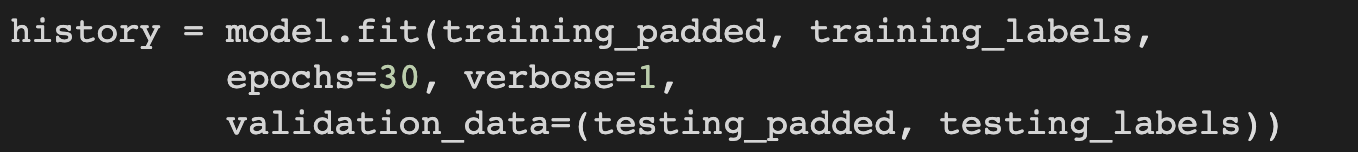 history = model.fit(training_padded, training_labels,
epochs=30, verbose=1,
validation_data=(testing_padded, testing_labels))